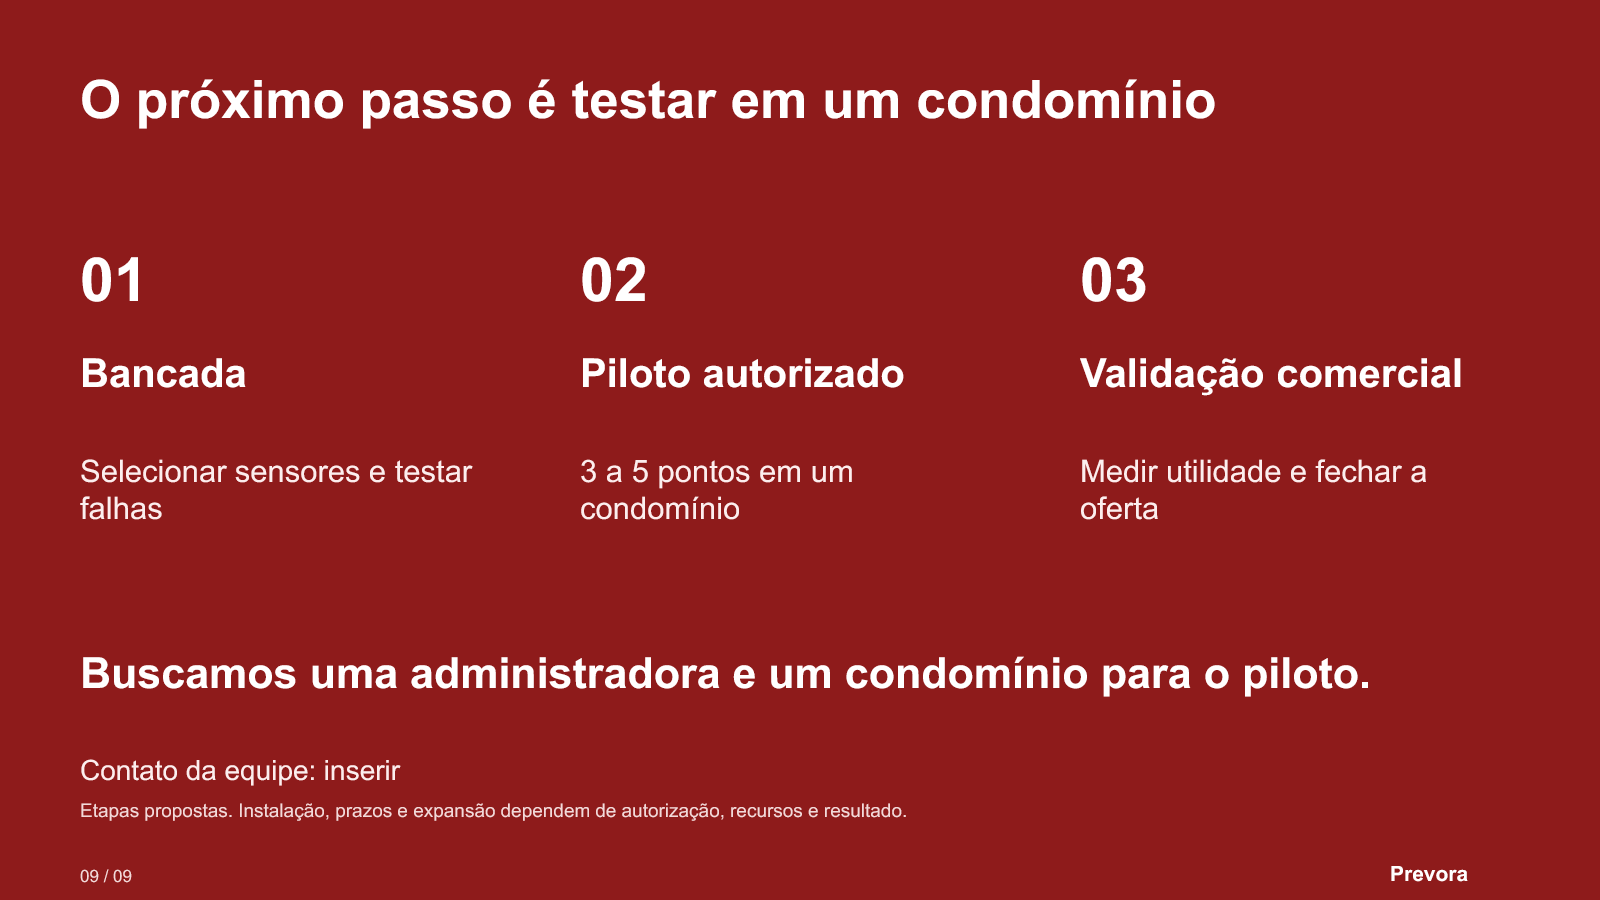 O próximo passo é testar em um condomínio
01
Bancada
Selecionar sensores e testar
falhas
02
Piloto autorizado
3 a 5 pontos em um
condomínio
03
Validação comercial
Medir utilidade e fechar a
oferta
Buscamos uma administradora e um condomínio para o piloto.
Contato da equipe: inserir
Etapas propostas. Instalação, prazos e expansão dependem de autorização, recursos e resultado.
09 / 09
Prevora